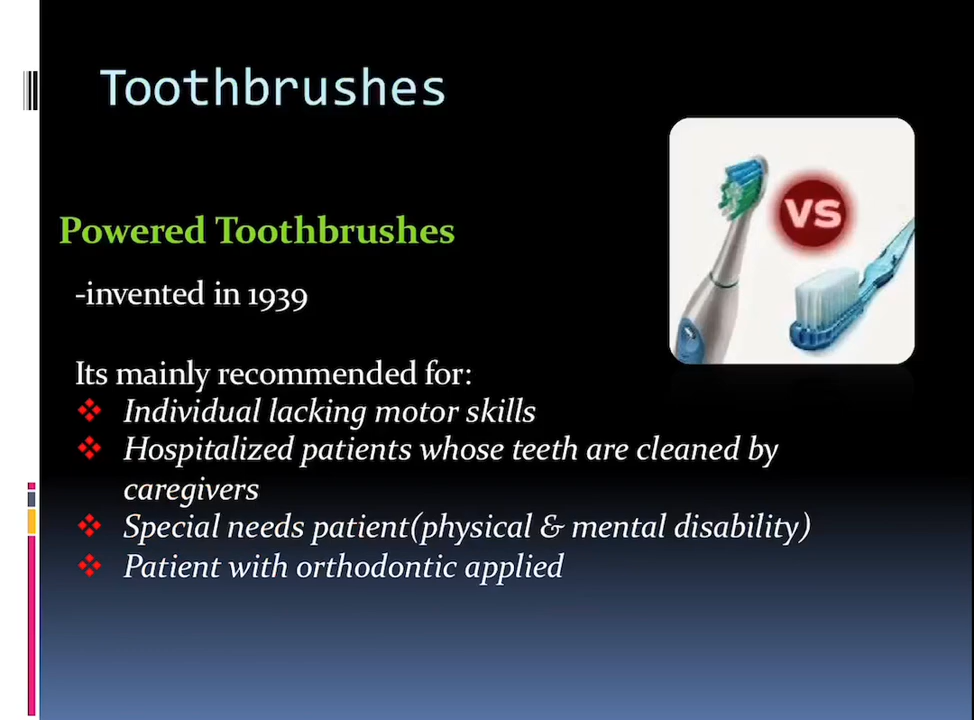 Toothbrushes
VS
Powered Toothbrushes
-invented in 1939
Its mainly recommended for:
❖ Individual lacking motor skills
❖ Hospitalized patients whose teeth are cleaned by
caregivers
❖ Special needs patient(physical & mental disability)
❖ Patient with orthodontic applied